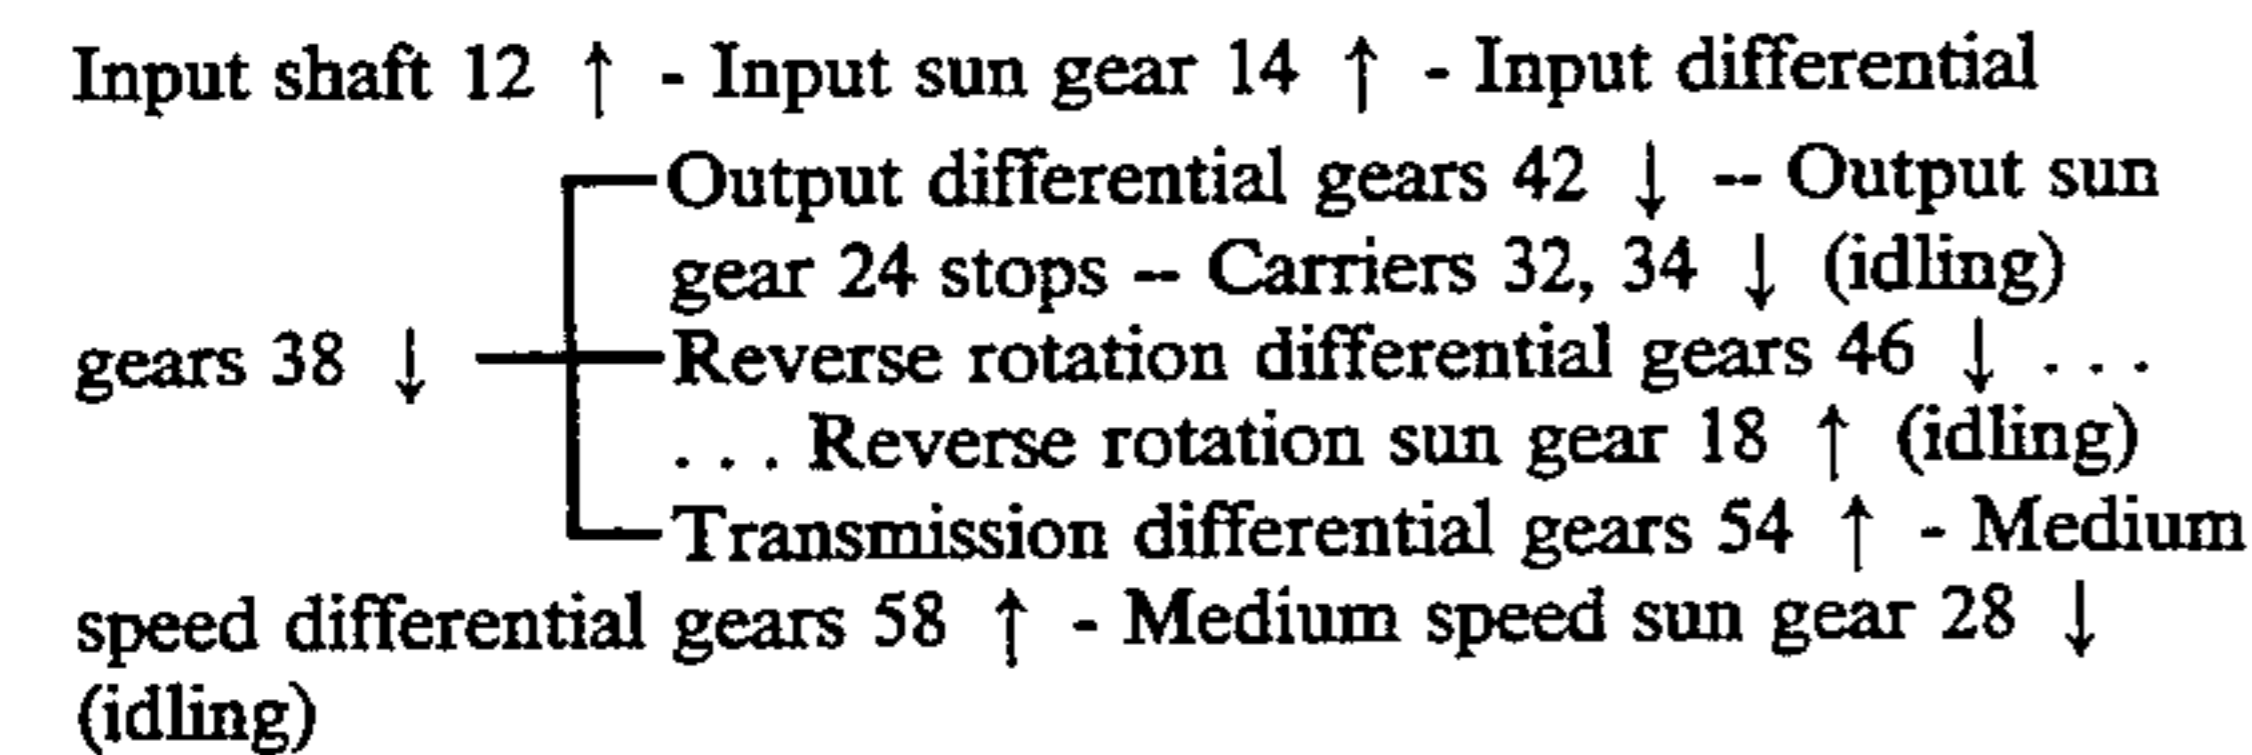 Input shaft 12 ↑ - Input sun gear 14 ↑ - Input differential
Output differential gears 42 ↓ -- Output sun
gear 24 stops -- Carriers 32, 34 ↓ (idling)
gears 38 ↓ Reverse rotation differential gears 46 ↓ . . .
. . . Reverse rotation sun gear 18 ↑ (idling)
Transmission differential gears 54 ↑ - Medium
speed differential gears 58 ↑ - Medium speed sun gear 28 ↓
(idling)